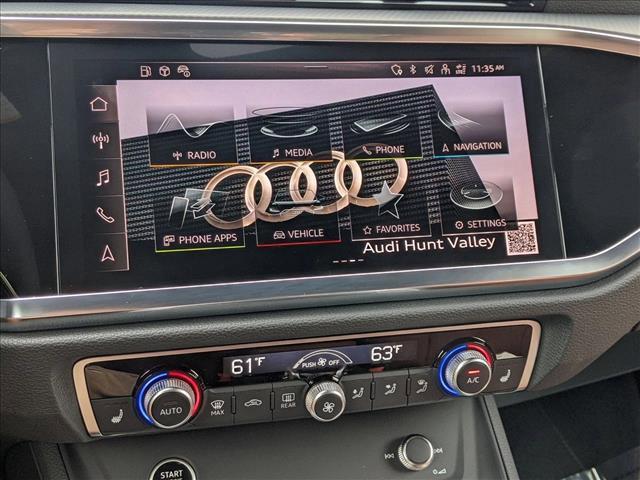 11:35 AM
RADIO
MEDIA
PHONE
NAVIGATION
PHONE APPS
VEHICLE
FAVORITES
SETTINGS
Audi Hunt Valley
61°F
PUSH OFF
63°F
AUTO
MAX
REAR
A/C
START